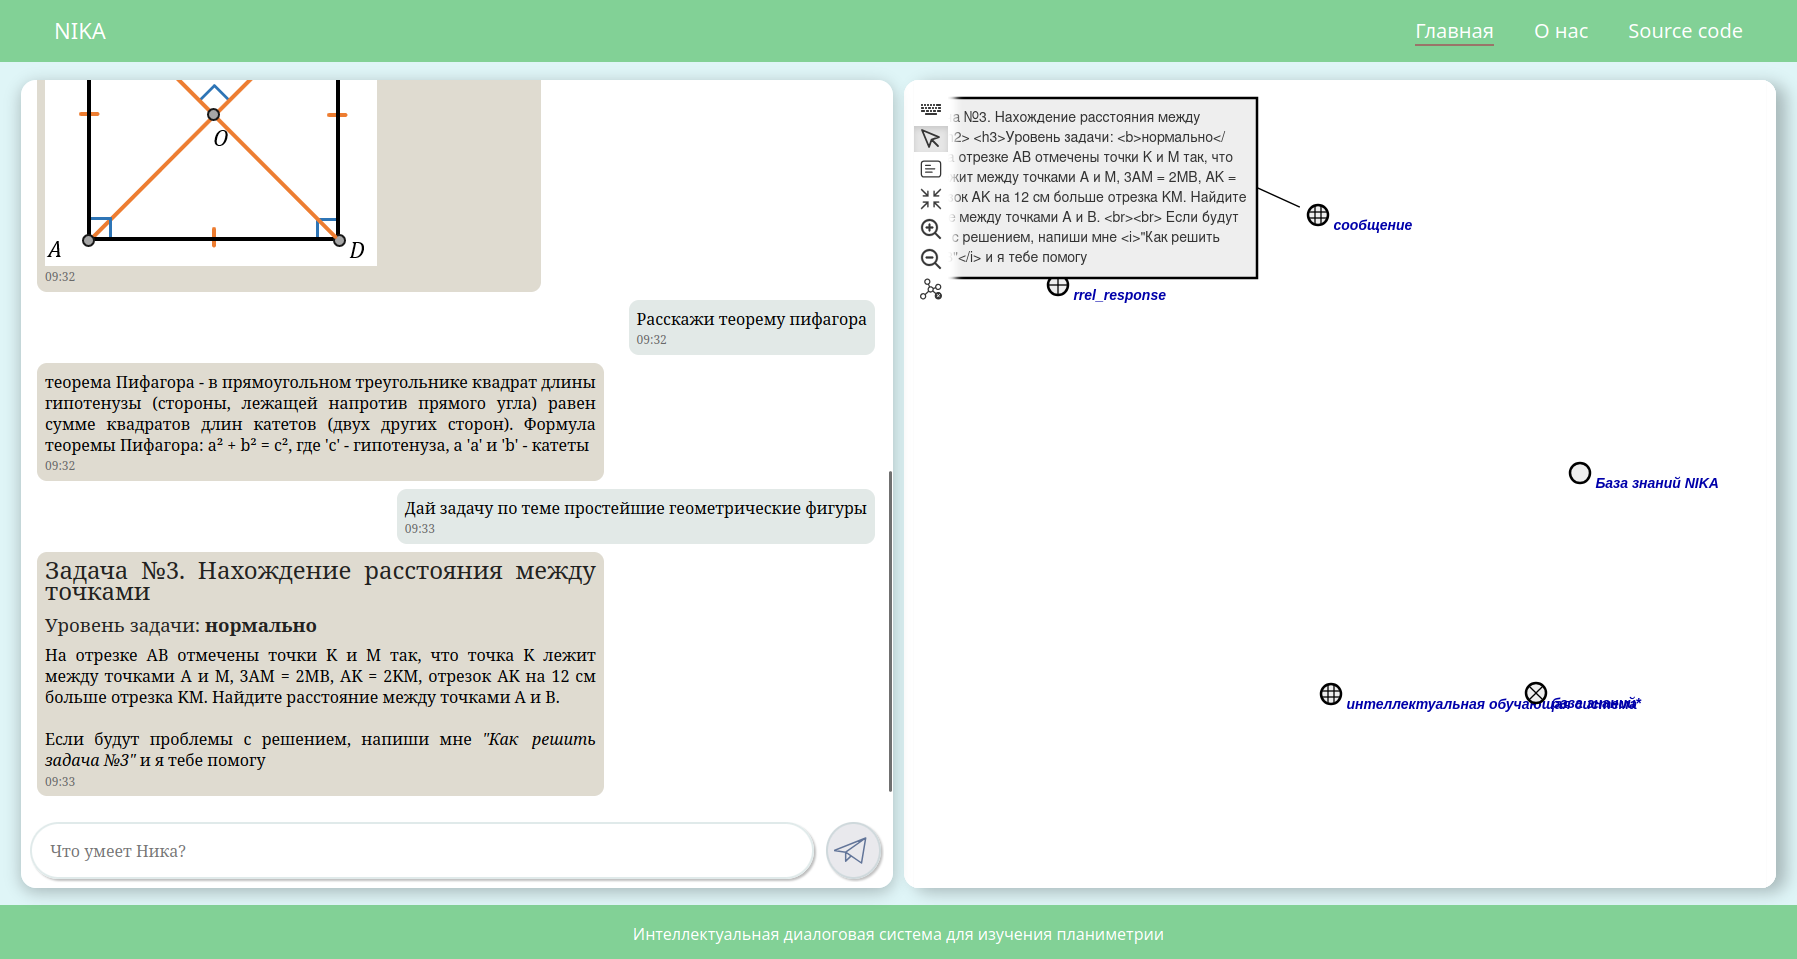 NIKA
Главная
О нас
Source code
O
A
D
09:32
Расскажи теорему пифагора
09:32
теорема Пифагора - в прямоугольном треугольнике квадрат длины
гипотенузы (стороны, лежащей напротив прямого угла) равен
сумме квадратов длин катетов (двух других сторон). Формула
теоремы Пифагора: a² + b² = c², где 'c' - гипотенуза, а 'a' и 'b' - катеты
09:32
Дай задачу по теме простейшие геометрические фигуры
09:33
Задача №3. Нахождение расстояния между
точками
Уровень задачи: нормально
На отрезке AB отмечены точки K и M так, что точка K лежит
между точками A и M, 3AM = 2MB, AK = 2KM, отрезок AK на 12 см
больше отрезка KM. Найдите расстояние между точками A и B.
Если будут проблемы с решением, напиши мне "Как решить
задача №3" и я тебе помогу
09:33
Что умеет Ника?
а №3. Нахождение расстояния между
h2> <h3>Уровень задачи: <b>нормально</
отрезке AB отмечены точки K и M так, что
жит между точками A и M, 3AM = 2MB, AK =
зок AK на 12 см больше отрезка KM. Найдите
е между точками A и B. <br><br> Если будут
с решением, напиши мне <i>"Как решить
"</i> и я тебе помогу
сообщение
rrel_response
База знаний NIKA
интеллектуальная обучающая система
база знаний*
Интеллектуальная диалоговая система для изучения планиметрии